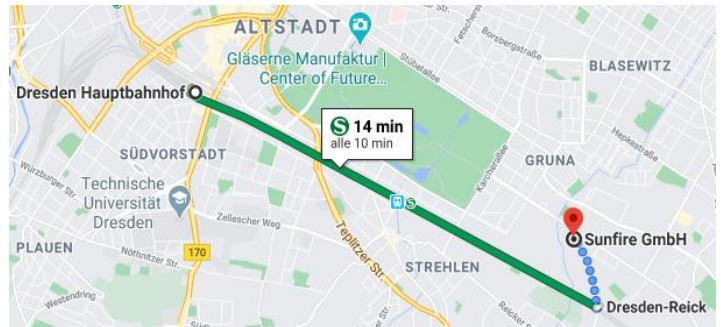 ALTSTADT
Gläserne Manufaktur |
Center of Future...
Fetscherstraße
Borsbergstraße
Stübelallee
BLASEWITZ
Dresden Hauptbahnhof
S 14 min
alle 10 min
Hepkestraße
SÜDVORSTADT
GRUNA
Karcherallee
Würzburger Str.
Technische
Universität
Dresden
Zellescher Weg
S
Teplitzer Str.
Sunfire GmbH
PLAUEN
Nöthnitzer Str.
170
STREHLEN
Westendring
Reicker Str
Dresden-Reick